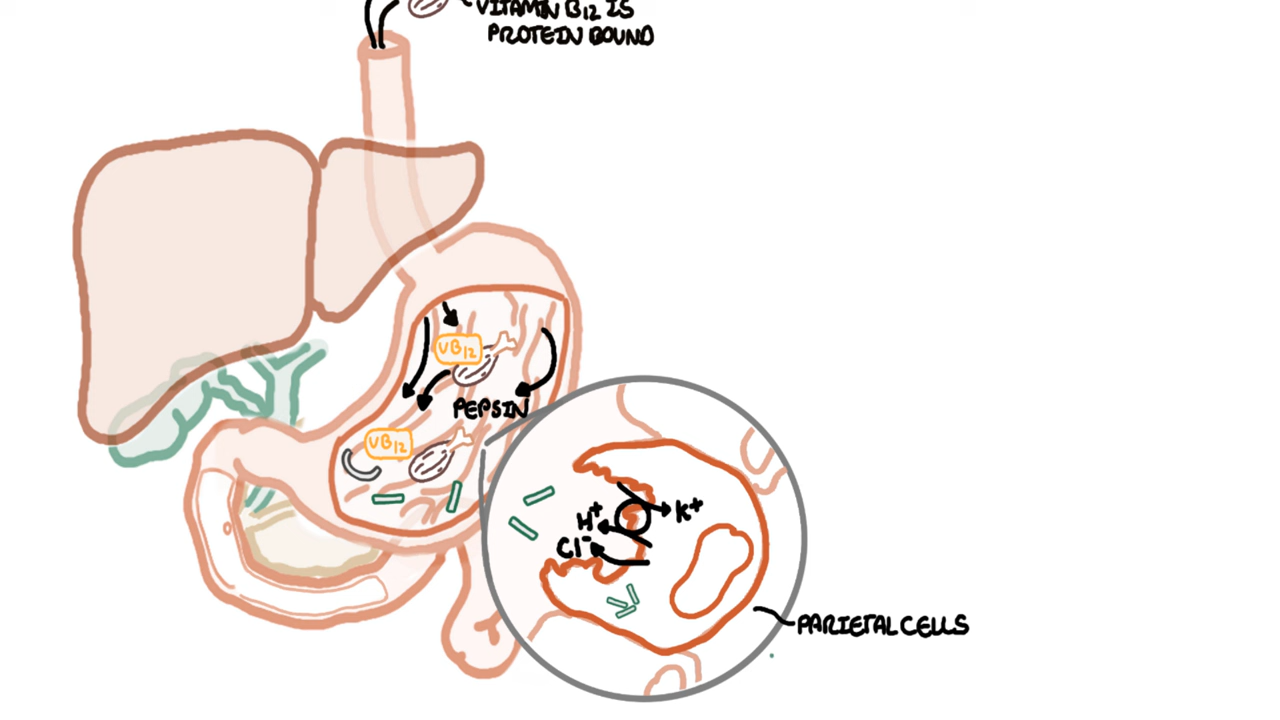 VITAMIN B12 IS
PROTEIN BOUND
VB12
PEPSIN
VB12
H+
K+
Cl-
PARIETAL CELLS